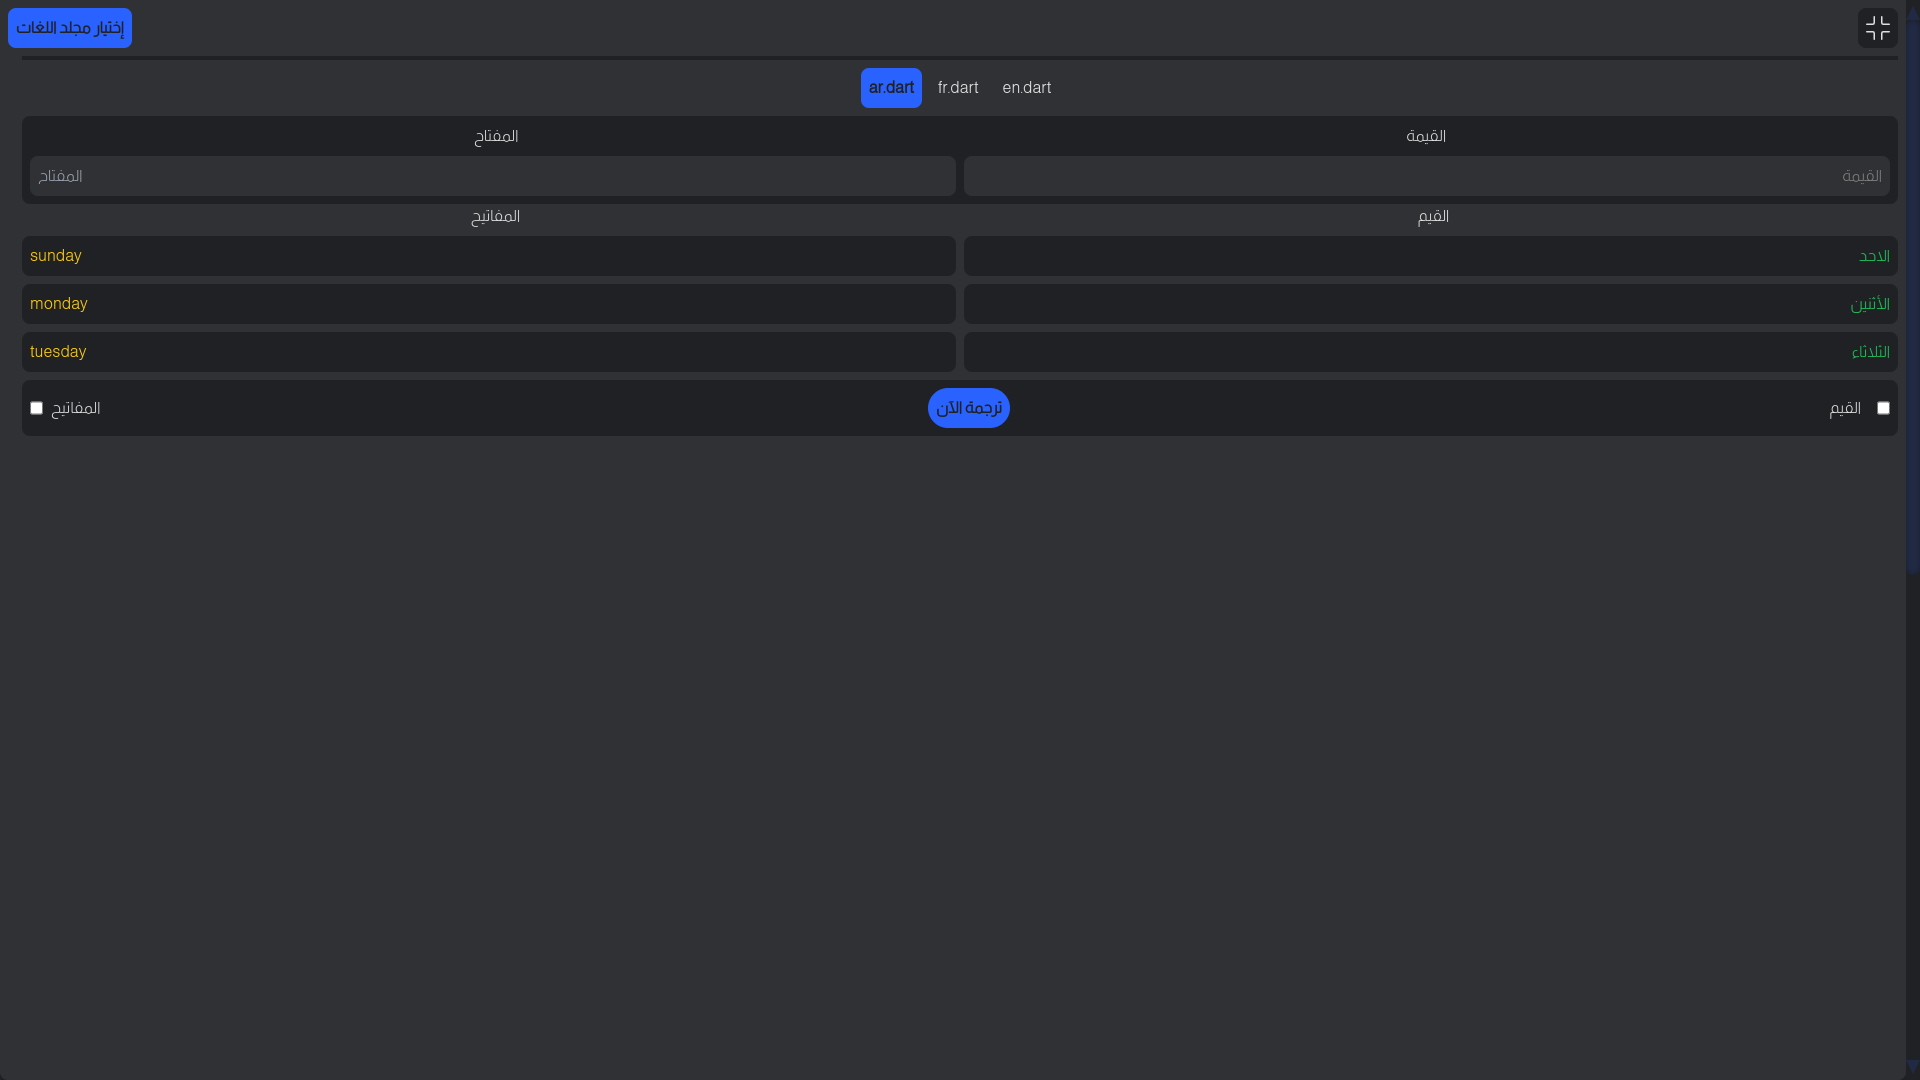 إختيار مجلد اللغات
ar.dart fr.dart en.dart
المفتاح القيمة
المفتاح القيمة
المفاتيح القيم
sunday الاحد
monday الأثنين
tuesday الثلاثاء
المفاتيح ترجمة الآن القيم